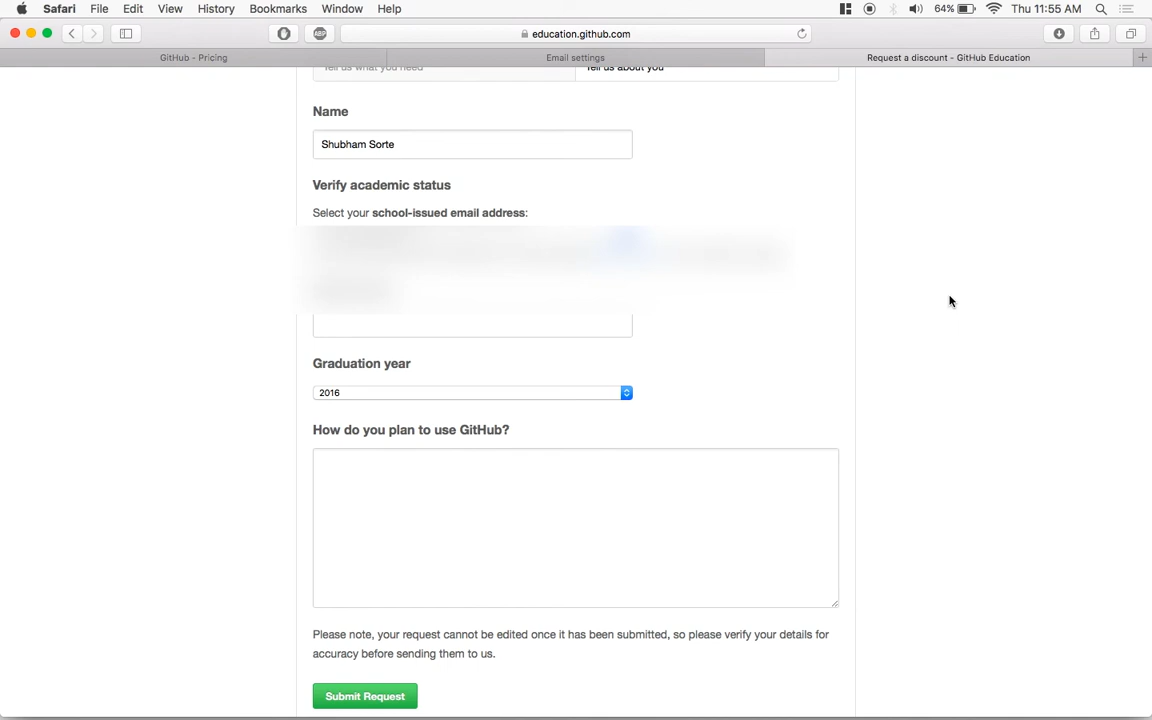 Safari File Edit View History Bookmarks Window Help 64% Thu 11:55 AM
ABP education.github.com
GitHub - Pricing Email settings Request a discount - GitHub Education
Tell us what you need Tell us about you
Name
Shubham Sorte
Verify academic status
Select your school-issued email address:
Tell us
Graduation year
2016
How do you plan to use GitHub?
Please note, your request cannot be edited once it has been submitted, so please verify your details for
accuracy before sending them to us.
Submit Request